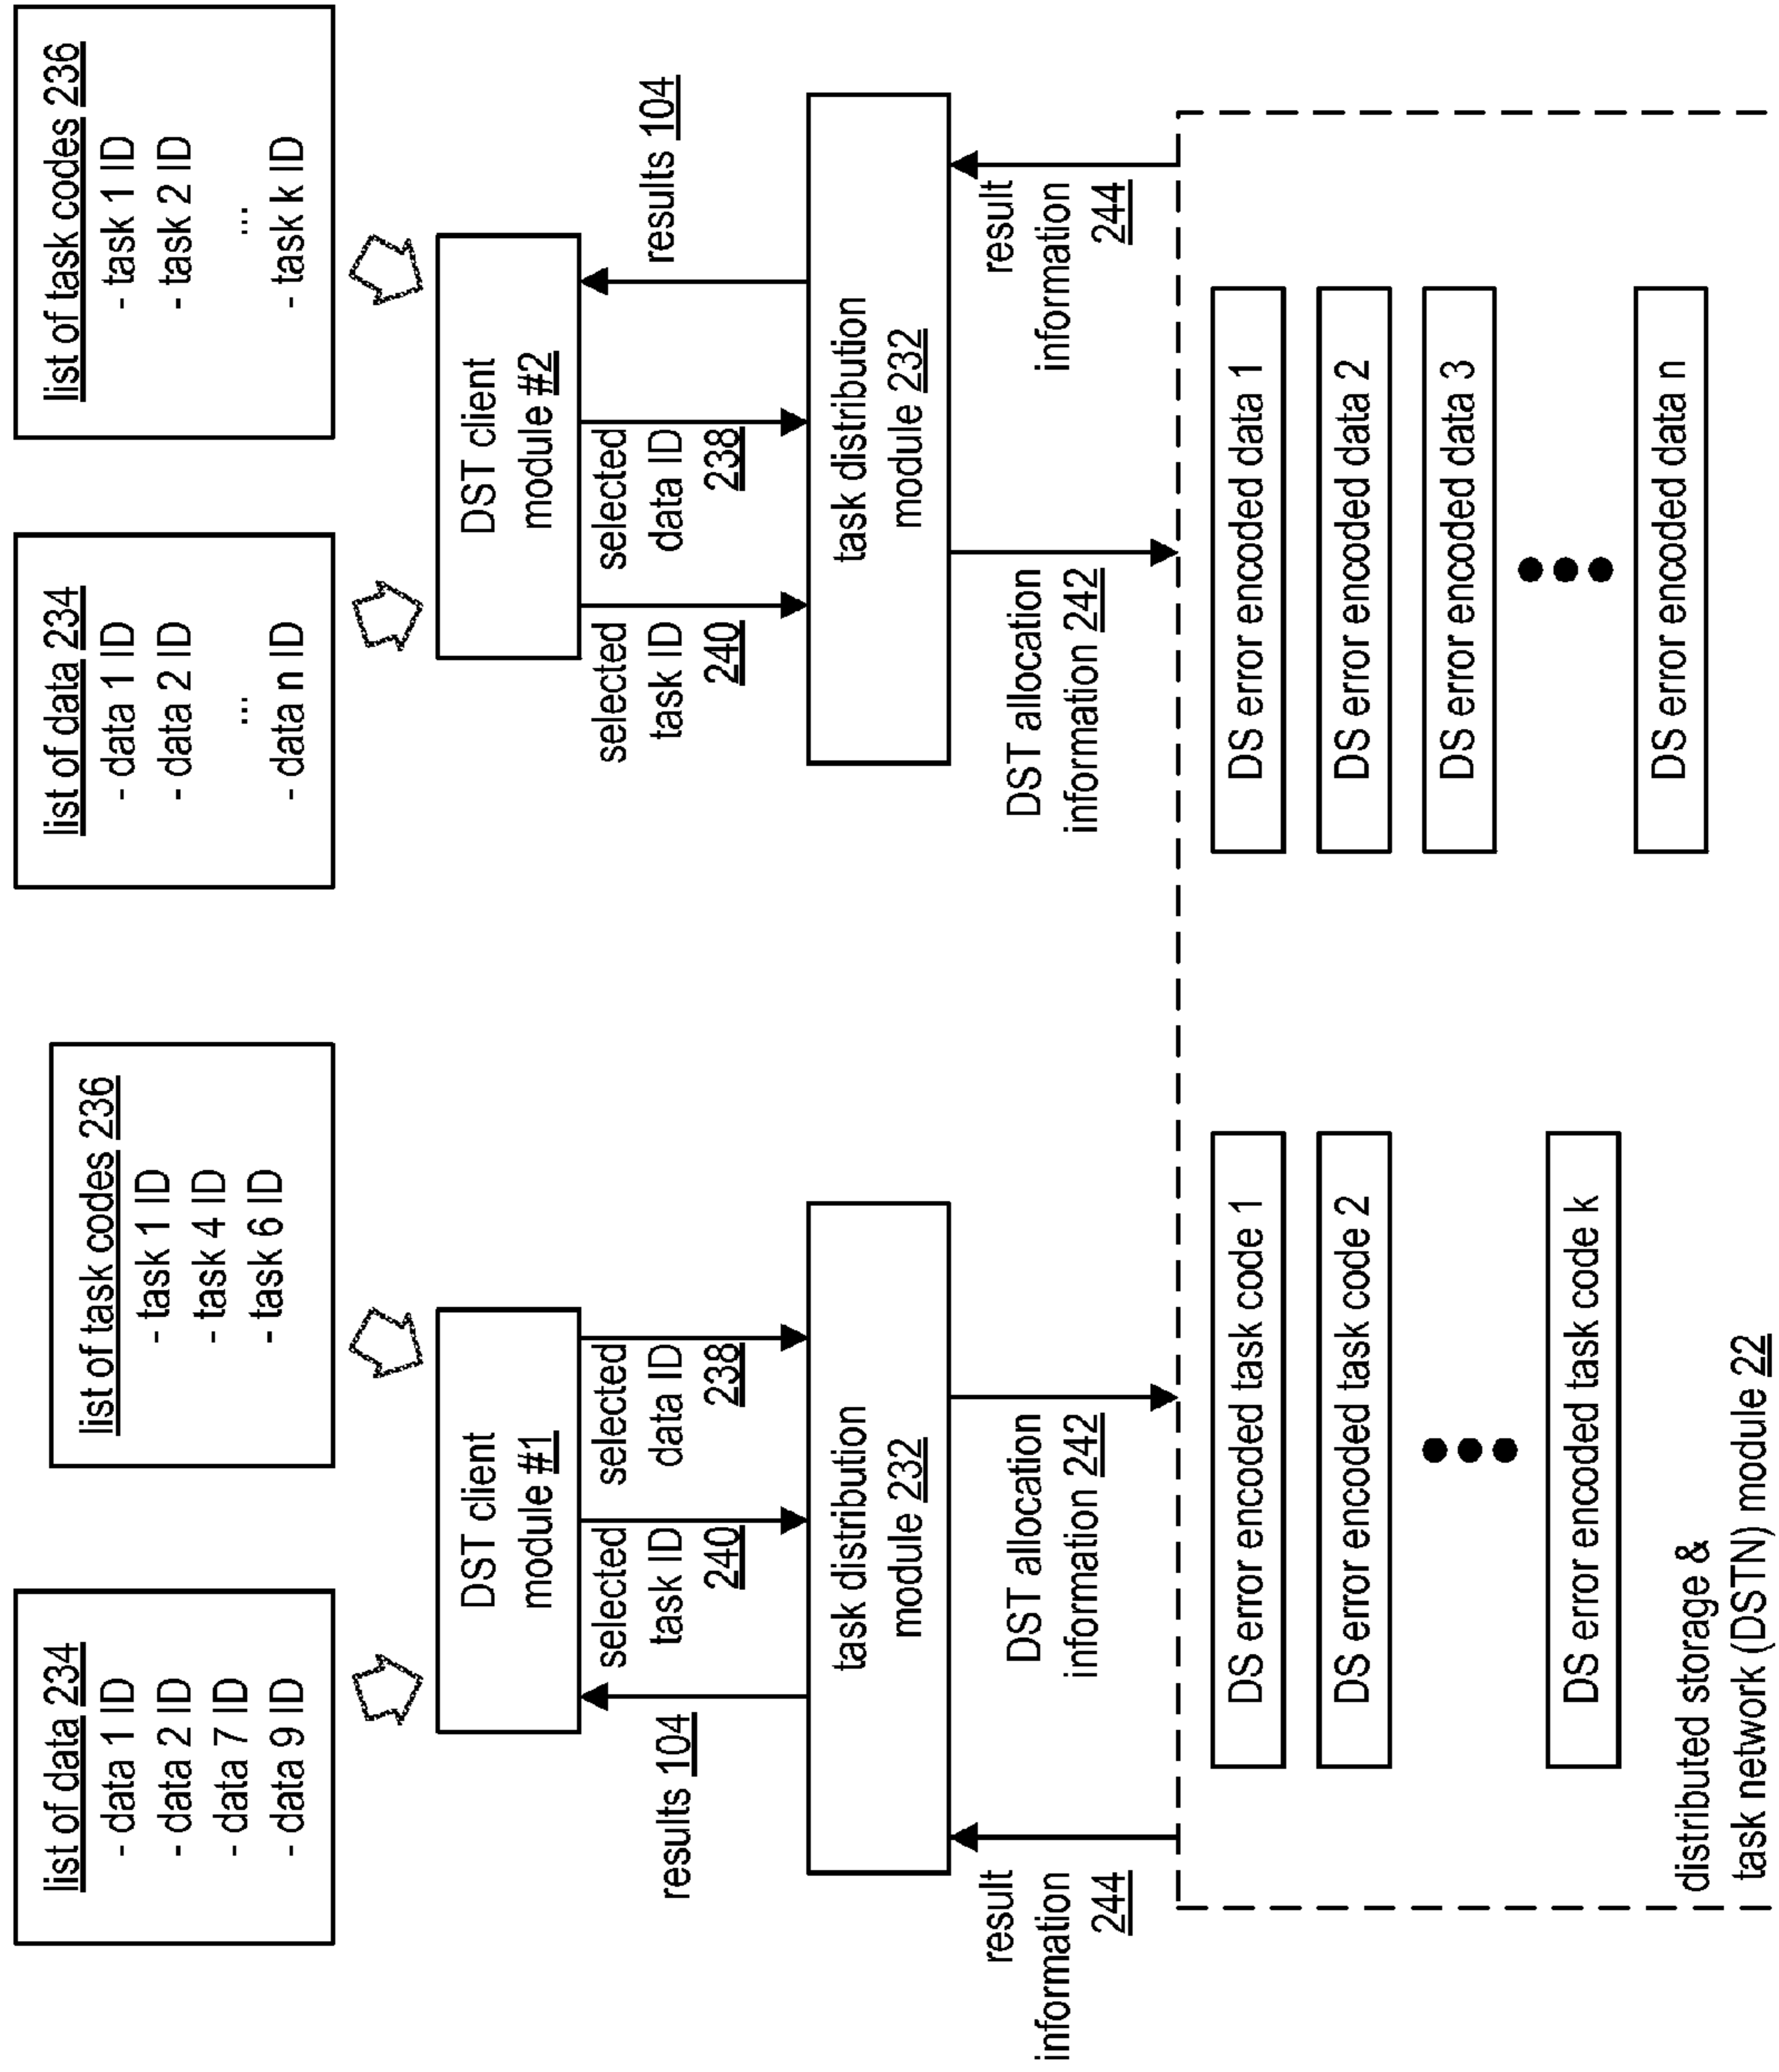 list of data 234
- data 1 ID
- data 2 ID
- data 7 ID
- data 9 ID
list of task codes 236
- task 1 ID
- task 4 ID
- task 6 ID
list of data 234
- data 1 ID
- data 2 ID
...
- data n ID
list of task codes 236
- task 1 ID
- task 2 ID
...
- task k ID
DST client
module #1
DST client
module #2
results 104
selected
task ID
240
selected
data ID
238
selected
task ID
240
selected
data ID
238
results 104
task distribution
module 232
task distribution
module 232
result
information
244
DST allocation
information 242
DST allocation
information 242
result
information
244
DS error encoded task code 1
DS error encoded task code 2
DS error encoded task code k
DS error encoded data 1
DS error encoded data 2
DS error encoded data 3
DS error encoded data n
distributed storage &
task network (DSTN) module 22